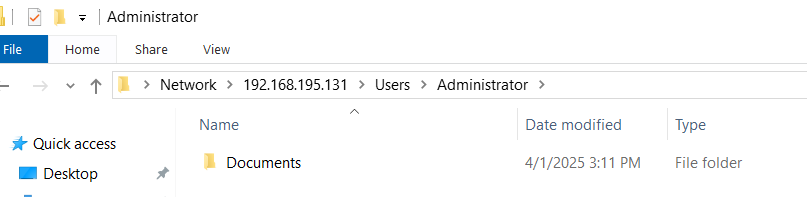 Administrator
File Home Share View
Network > 192.168.195.131 > Users > Administrator >
Name Date modified Type
Quick access
Documents 4/1/2025 3:11 PM File folder
Desktop